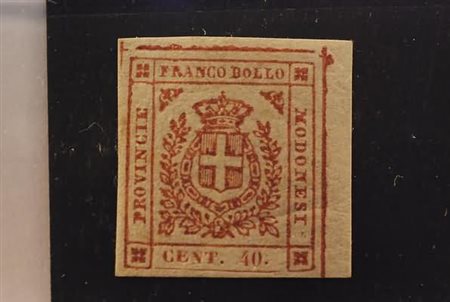 FRANCO BOLLO
PROVINCIE
MODONESI
CENT. 40.